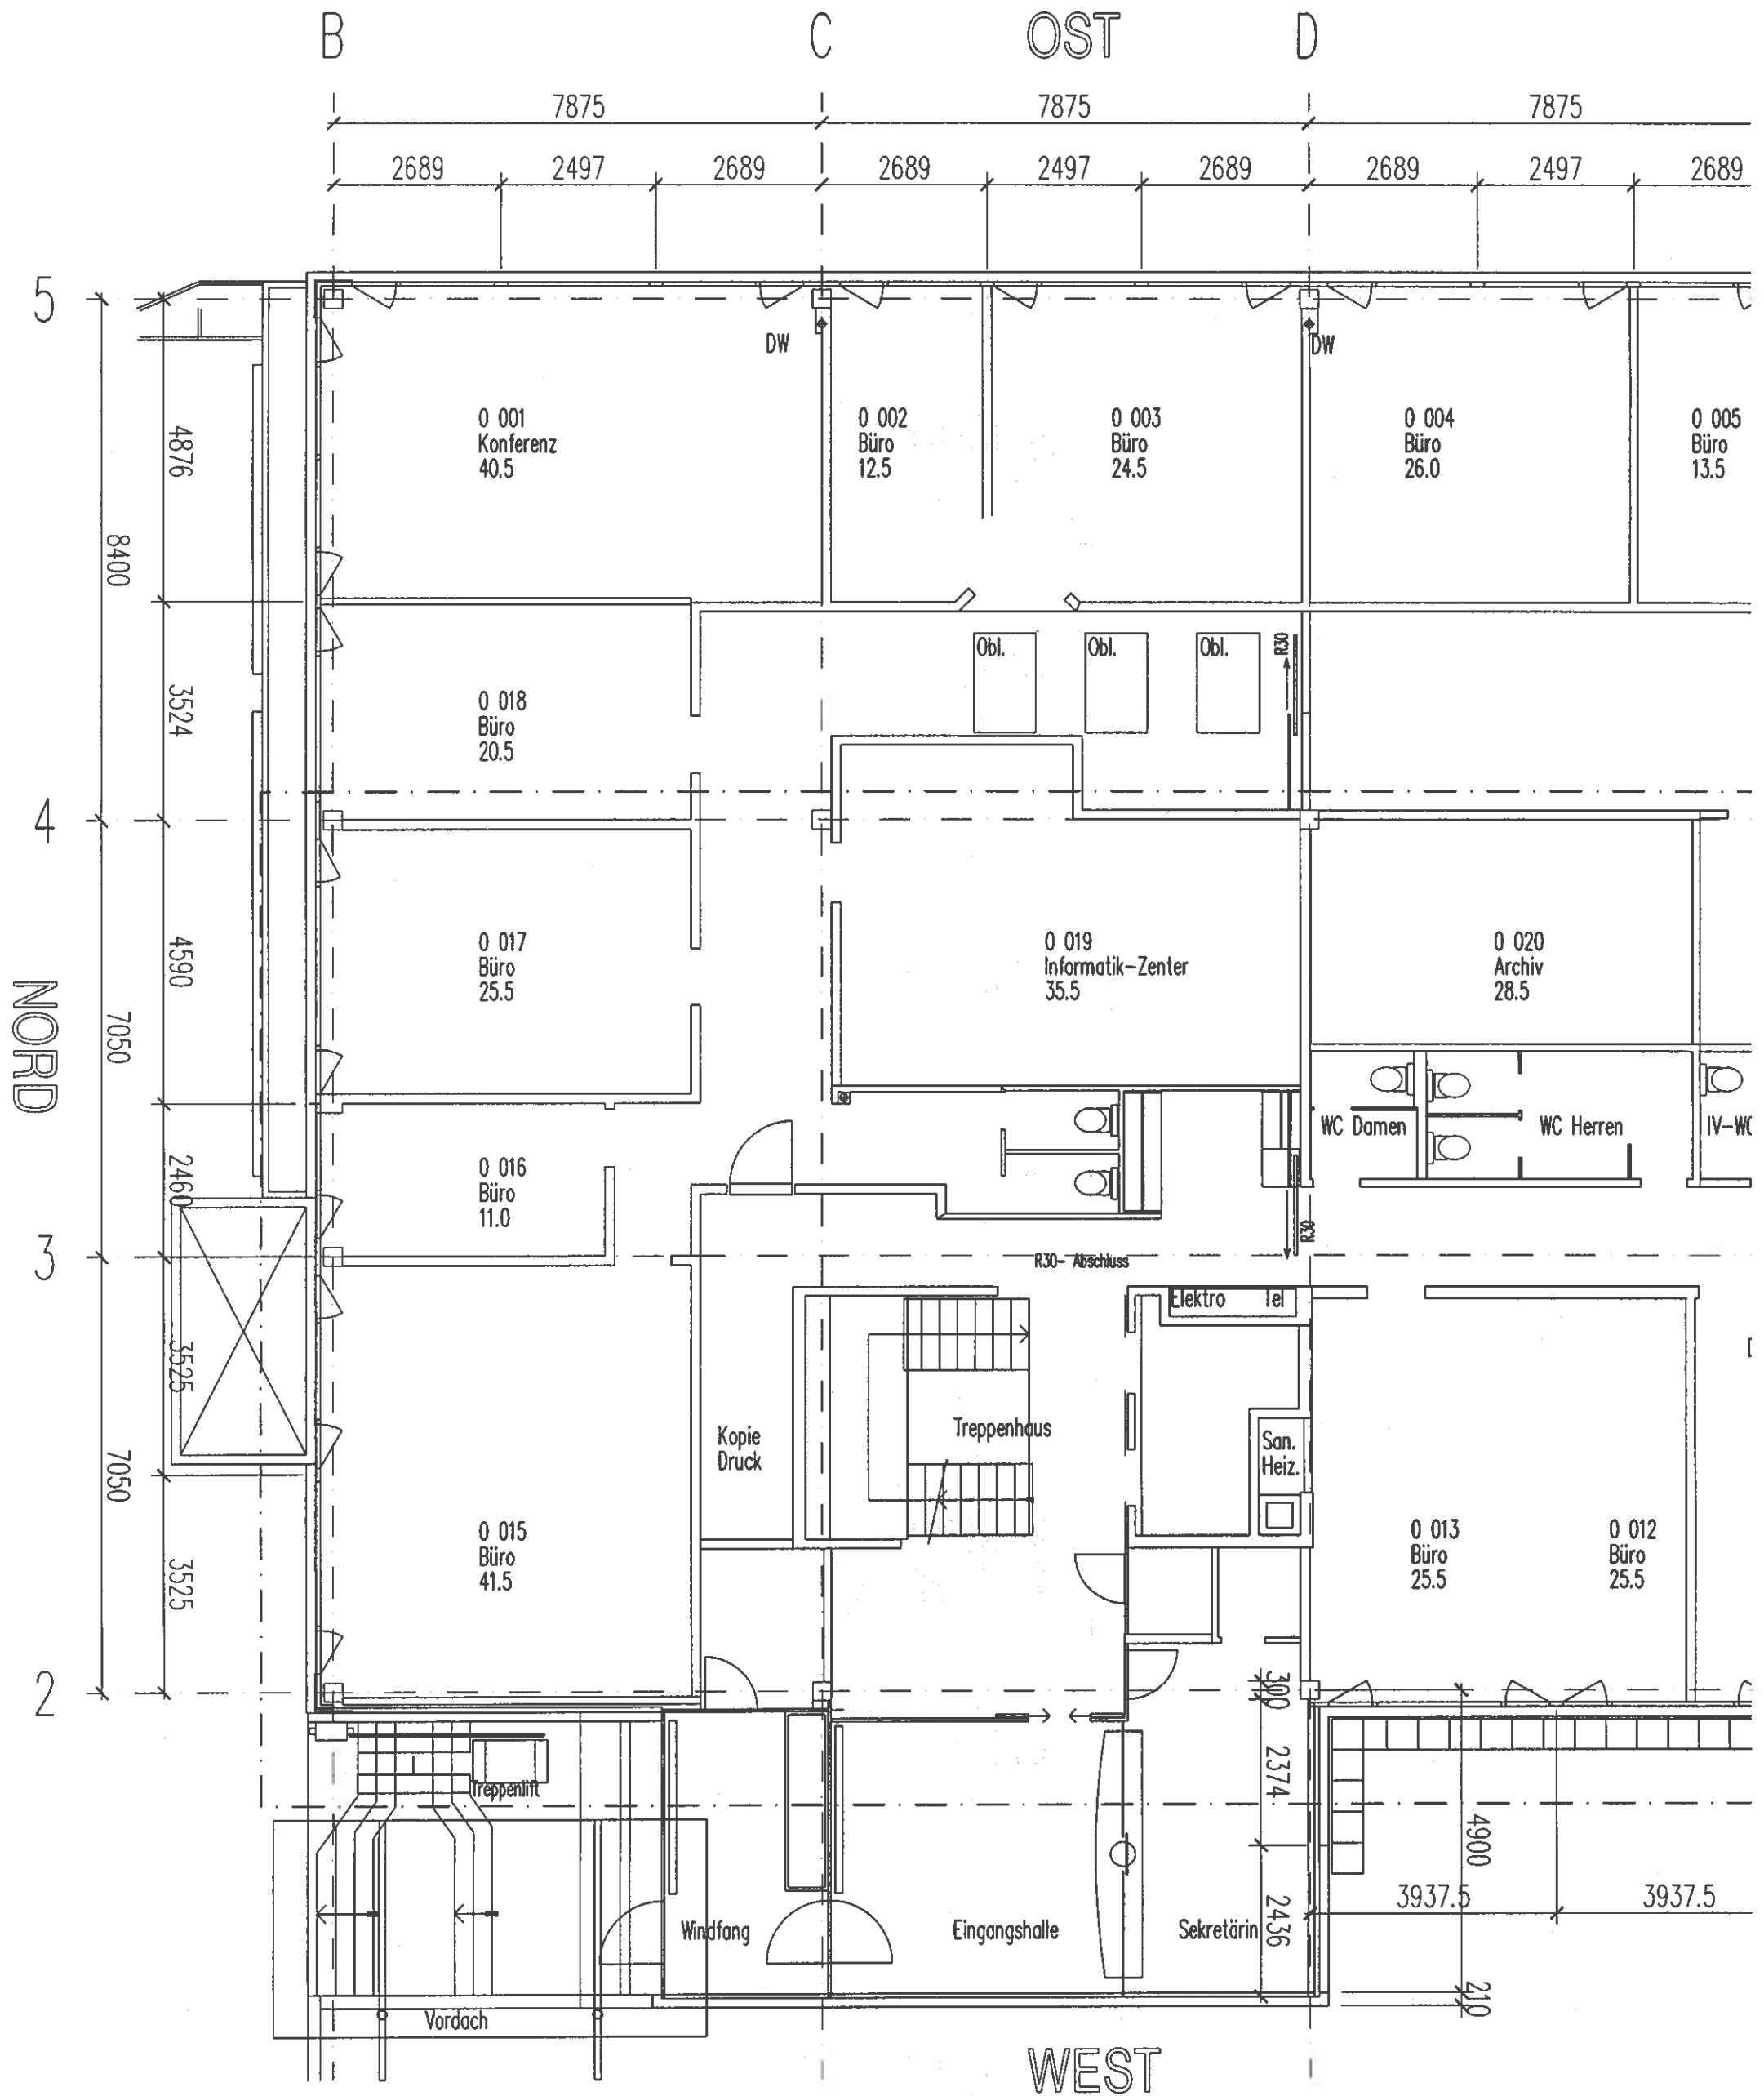 B
C
OST
D
7875
7875
7875
2689
2497
2689
2689
2497
2689
2689
2497
2689
5
DW
DW
0 001
Konferenz
40.5
0 002
Büro
12.5
0 003
Büro
24.5
0 004
Büro
26.0
0 005
Büro
13.5
4876
8400
3524
Obl.
Obl.
Obl.
R30
0 018
Büro
20.5
4
0 017
Büro
25.5
0 019
Informatik-Zenter
35.5
0 020
Archiv
28.5
4590
7050
NORD
WC Damen
WC Herren
IV-WC
0 016
Büro
11.0
2460
3
R30- Abschluss
R30
Elektro
Tel
3525
7050
Kopie
Druck
Treppenhaus
San.
Heiz.
0 015
Büro
41.5
0 013
Büro
25.5
0 012
Büro
25.5
3525
2
300
2374
Treppenlift
4900
3937.5
3937.5
Windfang
Eingangshalle
Sekretärin
2436
210
Vordach
WEST